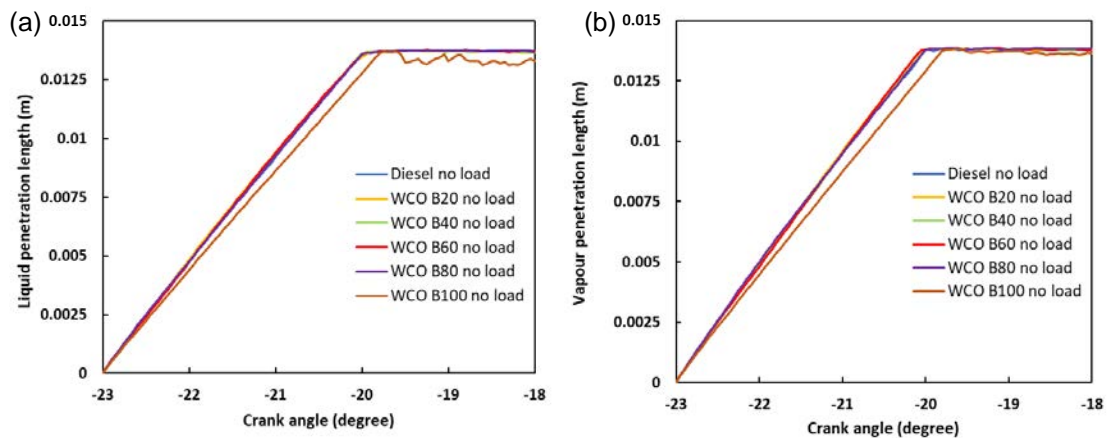 (a)
0.015
0.0125
0.01
0.0075
0.005
0.0025
0
Liquid penetration length (m)
Diesel no load
WCO B20 no load
WCO B40 no load
WCO B60 no load
WCO B80 no load
WCO B100 no load
-23 -22 -21 -20 -19 -18
Crank angle (degree)
(b)
0.015
0.0125
0.01
0.0075
0.005
0.0025
0
Vapour penetration length (m)
Diesel no load
WCO B20 no load
WCO B40 no load
WCO B60 no load
WCO B80 no load
WCO B100 no load
-23 -22 -21 -20 -19 -18
Crank angle (degree)